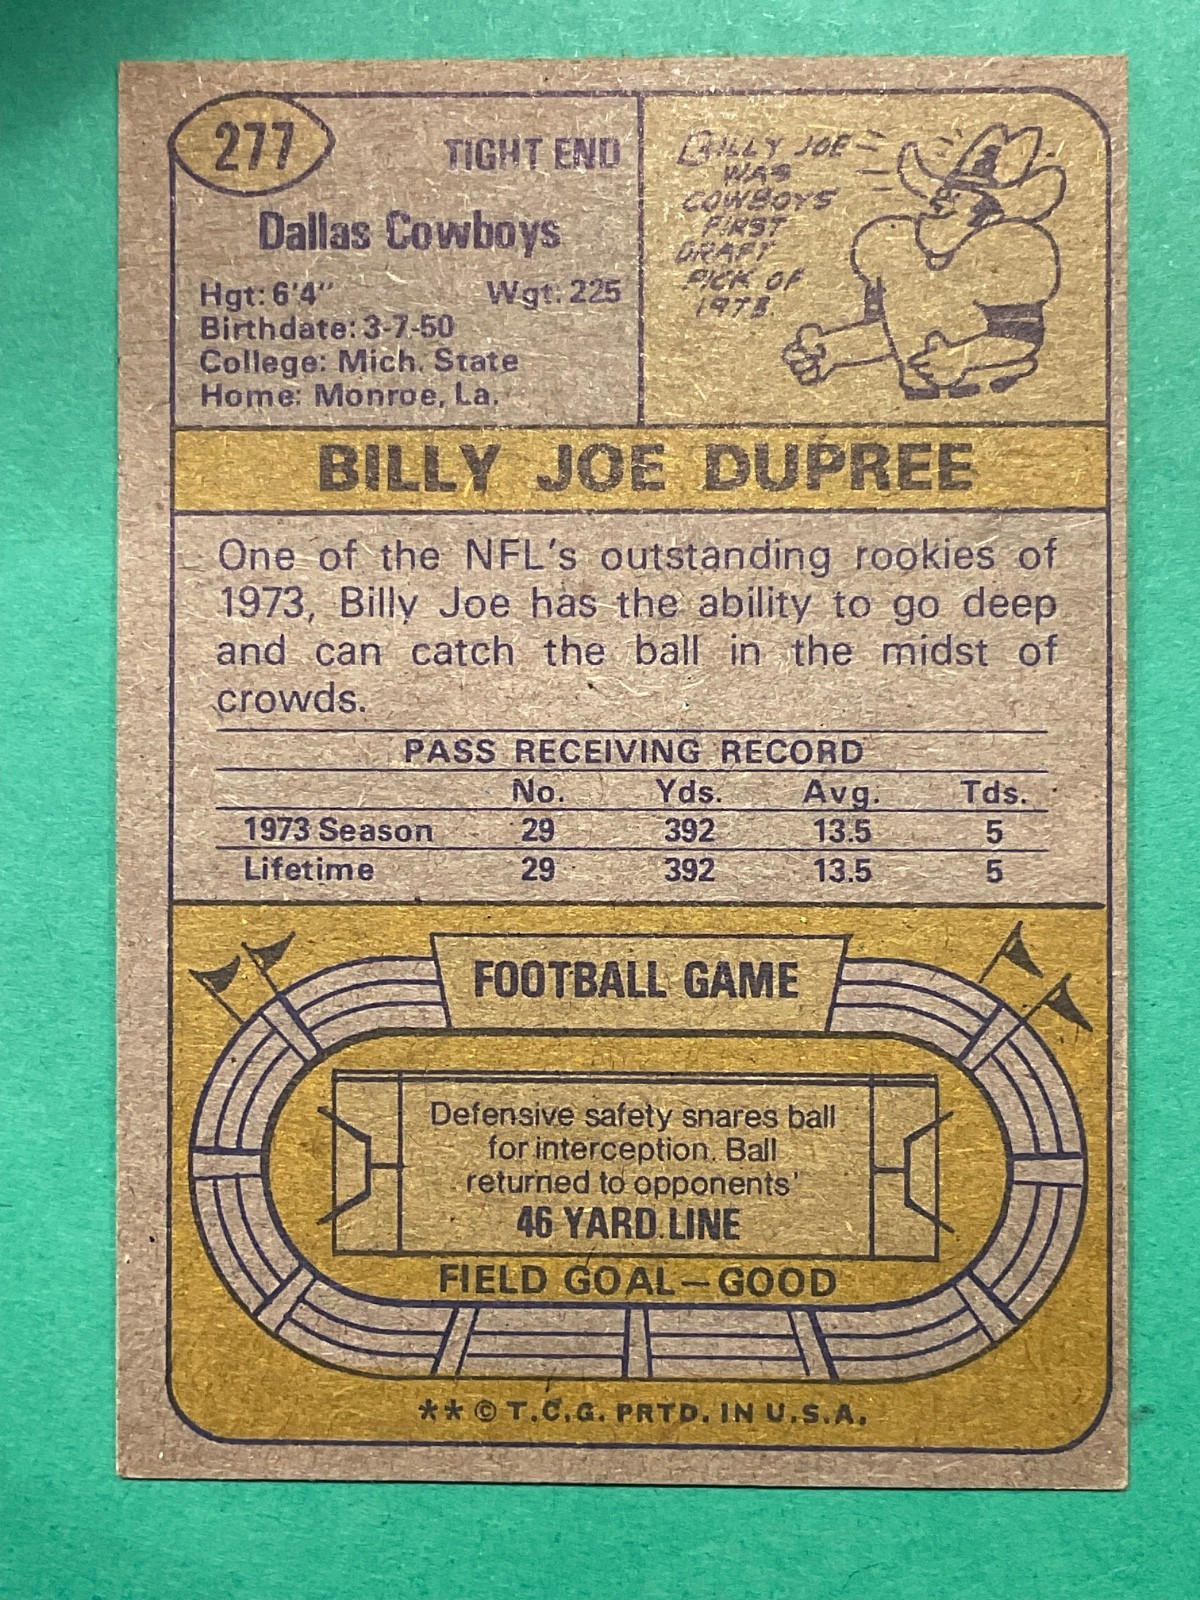 277
TIGHT END
Dallas Cowboys
Hgt: 6'4" Wgt: 225
Birthdate: 3-7-50
College: Mich. State
Home: Monroe, La.
BILLY JOE
WAS
COWBOYS
FIRST
DRAFT
PICK OF
1973.
BILLY JOE DUPREE
One of the NFL's outstanding rookies of
1973, Billy Joe has the ability to go deep
and can catch the ball in the midst of
crowds.
PASS RECEIVING RECORD
No. Yds. Avg. Tds.
1973 Season 29 392 13.5 5
Lifetime 29 392 13.5 5
FOOTBALL GAME
Defensive safety snares ball
for interception. Ball
returned to opponents'
46 YARD LINE
FIELD GOAL—GOOD
** © T.C.G. PRTD. IN U.S.A.